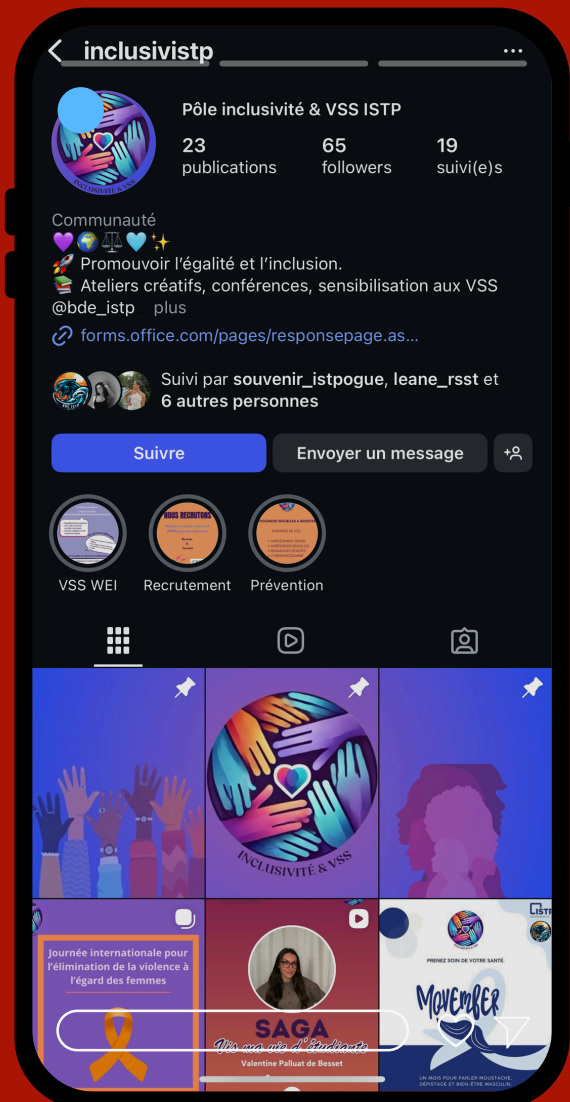 inclusivistp
Pôle inclusivité & VSS ISTP
23 65 19
publications followers suivi(e)s
Communauté
💜🌍⚖️🩵✨
🚀 Promouvoir l'égalité et l'inclusion.
📚 Ateliers créatifs, conférences, sensibilisation aux VSS
@bde_istp... plus
forms.office.com/pages/responsepage.as...
Suivi par souvenir_istpogue, leane_rsst et
6 autres personnes
Suivre Envoyer un message
NOUS RECRUTONS
VSS WEI Recrutement Prévention
INCLUSIVITÉ & VSS
Journée internationale pour
l'élimination de la violence à
l'égard des femmes
SAGA
Vis ma vie d'étudiante
Valentine Palluat de Besset
ISTP
PRENEZ SOIN DE VOTRE SANTÉ.
MOVEMBER
UN MOIS POUR PARLER MOUSTACHE,
DÉPISTAGE ET BIEN-ÊTRE MASCULIN.